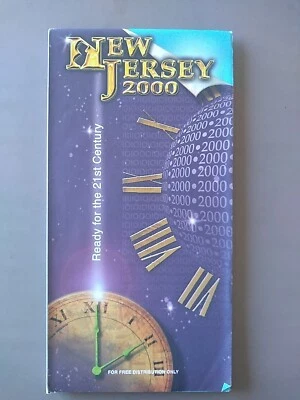 NEW
JERSEY
2000
Ready for the 21st Century
FOR FREE DISTRIBUTION ONLY